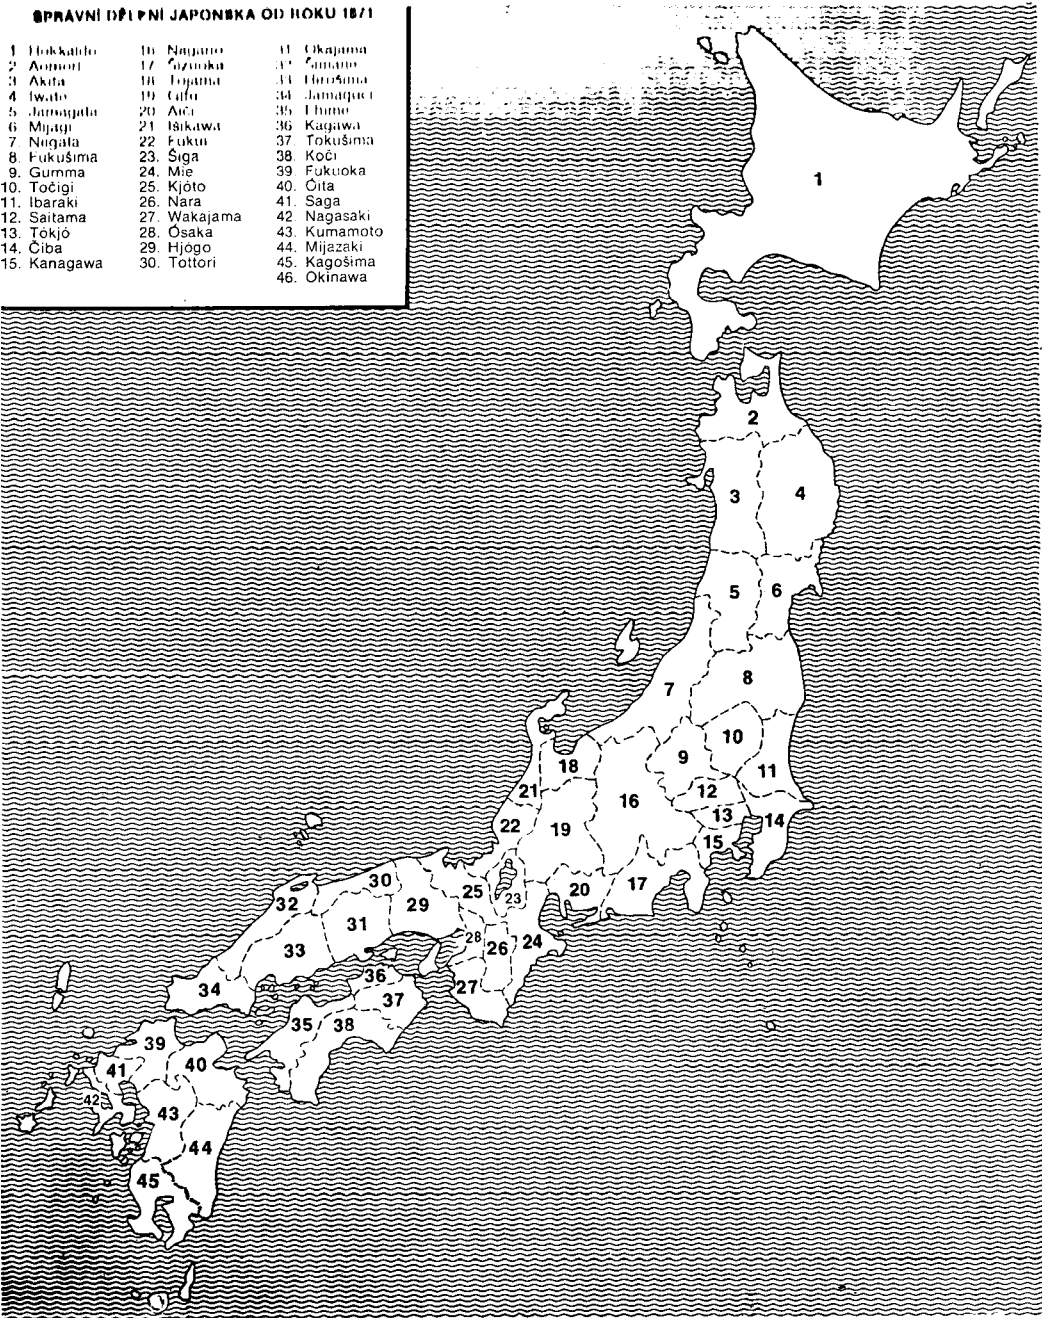 SPRÁVNÍ DĚLENÍ JAPONSKA OD ROKU 1871
1 Hokkaido
2 Aomori
3 Akita
4 Iwate
5 Jamagata
6 Mijagi
7 Niigata
8. Fukušima
9. Gumma
10. Točigi
11. Ibaraki
12. Saitama
13. Tókjó
14. Čiba
15. Kanagawa
16 Nagano
17 Šizuoka
18 Tojama
19 Gifu
20 Aiči
21 Išikawa
22 Fukui
23. Šiga
24. Mie
25. Kjóto
26. Nara
27. Wakajama
28. Ósaka
29. Hjógo
30. Tottori
31 Okajama
32 Šimane
33 Hirošima
34 Jamaguči
35 Ehime
36 Kagawa
37. Tokušima
38. Koči
39. Fukuoka
40. Óita
41. Saga
42. Nagasaki
43. Kumamoto
44. Mijazaki
45. Kagošima
46. Okinawa
1
2
3
4
5
6
7
8
9
10
11
12
13
14
15
16
17
18
19
20
21
22
23
24
25
26
27
28
29
30
31
32
33
34
35
36
37
38
39
40
41
42
43
44
45